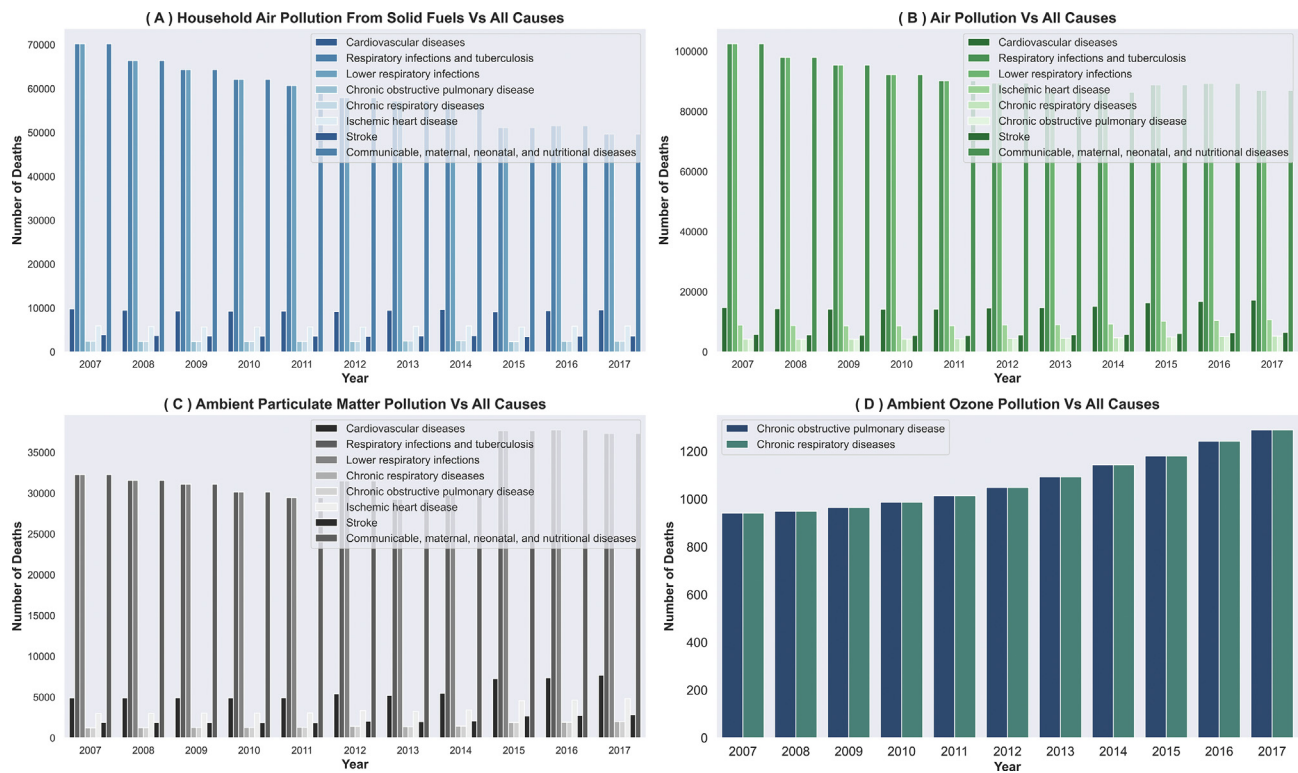 ( A ) Household Air Pollution From Solid Fuels Vs All Causes
Number of Deaths
70000
60000
50000
40000
30000
20000
10000
0
Cardiovascular diseases
Respiratory infections and tuberculosis
Lower respiratory infections
Chronic obstructive pulmonary disease
Chronic respiratory diseases
Ischemic heart disease
Stroke
Communicable, maternal, neonatal, and nutritional diseases
2007 2008 2009 2010 2011 2012 2013 2014 2015 2016 2017
Year
( B ) Air Pollution Vs All Causes
Number of Deaths
100000
80000
60000
40000
20000
0
Cardiovascular diseases
Respiratory infections and tuberculosis
Lower respiratory infections
Ischemic heart disease
Chronic respiratory diseases
Chronic obstructive pulmonary disease
Stroke
Communicable, maternal, neonatal, and nutritional diseases
2007 2008 2009 2010 2011 2012 2013 2014 2015 2016 2017
Year
( C ) Ambient Particulate Matter Pollution Vs All Causes
Number of Deaths
35000
30000
25000
20000
15000
10000
5000
0
Cardiovascular diseases
Respiratory infections and tuberculosis
Lower respiratory infections
Chronic respiratory diseases
Chronic obstructive pulmonary disease
Ischemic heart disease
Stroke
Communicable, maternal, neonatal, and nutritional diseases
2007 2008 2009 2010 2011 2012 2013 2014 2015 2016 2017
Year
( D ) Ambient Ozone Pollution Vs All Causes
Number of Deaths
1200
1000
800
600
400
200
0
Chronic obstructive pulmonary disease
Chronic respiratory diseases
2007 2008 2009 2010 2011 2012 2013 2014 2015 2016 2017
Year